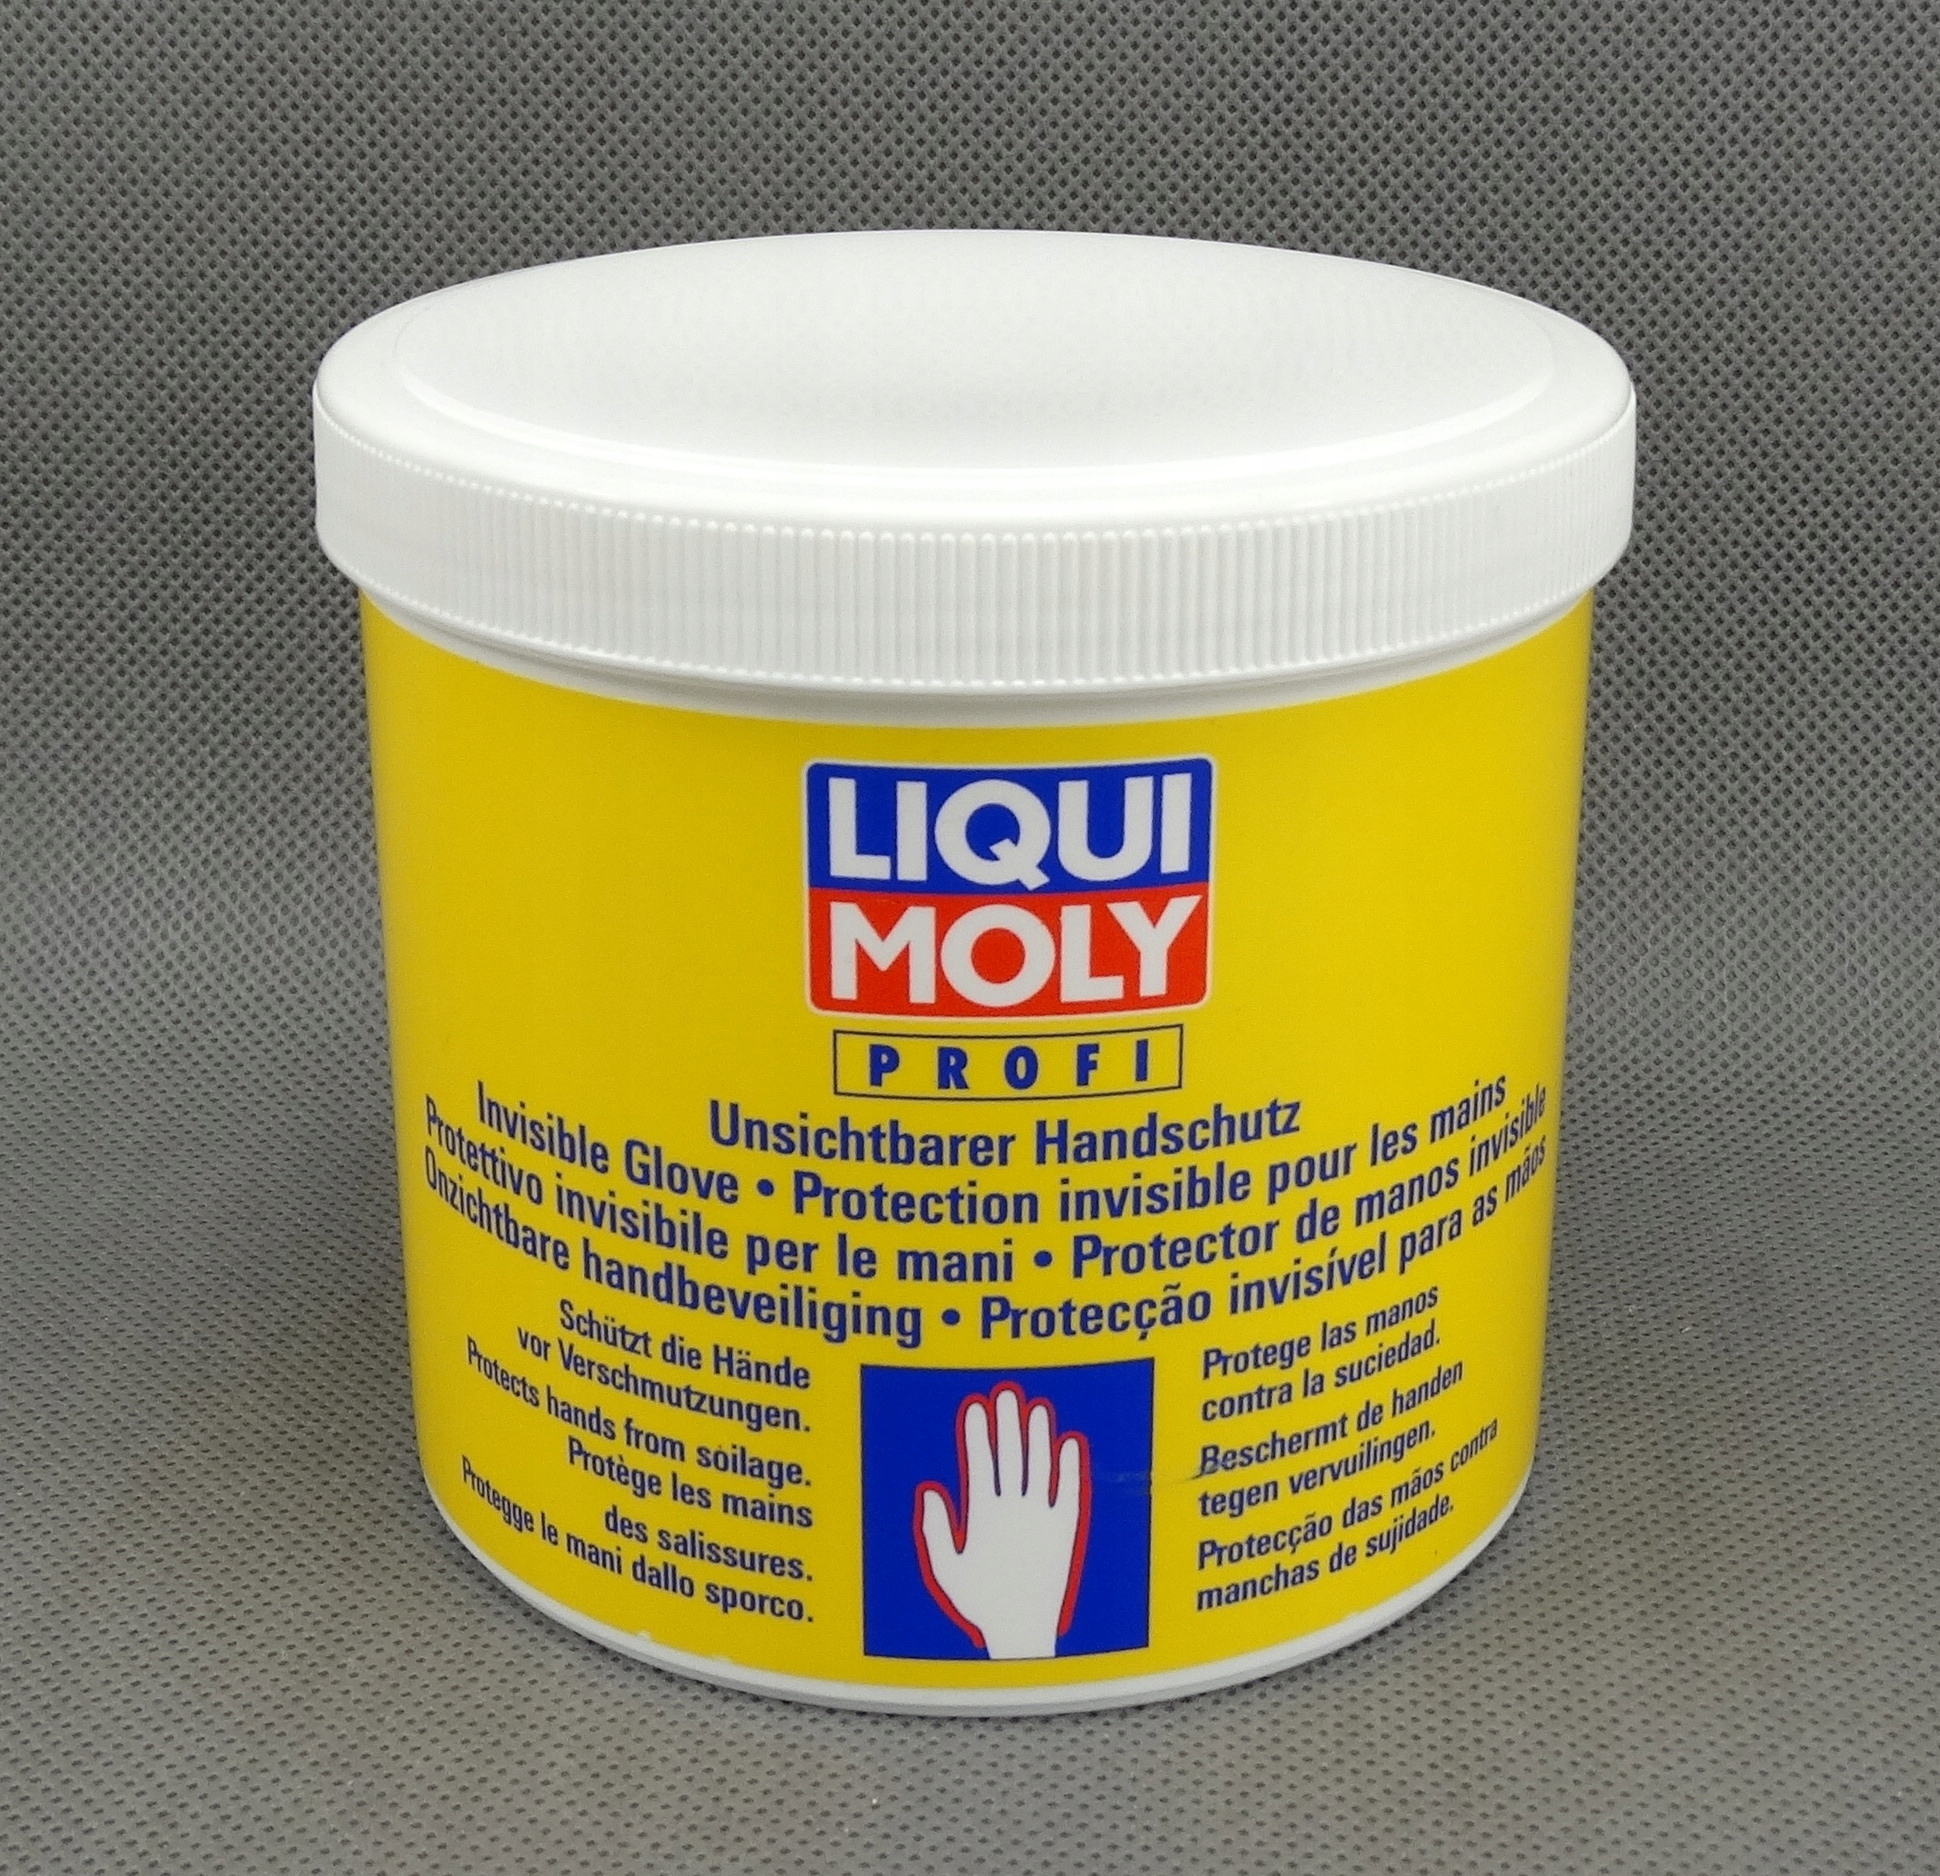 LIQUI
MOLY
PROFI
Unsichtbarer Handschutz
Invisible Glove • Protection invisible pour les mains
Protettivo invisibile per le mani • Protector de manos invisible
Onzichtbare handbeveiliging • Protecção invisível para as mãos
Schützt die Hände
vor Verschmutzungen.
Protects hands from soilage.
Protège les mains
des salissures.
Protegge le mani dallo sporco.
Protege las manos
contra la suciedad.
Beschermt de handen
tegen vervuilingen.
Protecção das mãos contra
manchas de sujidade.